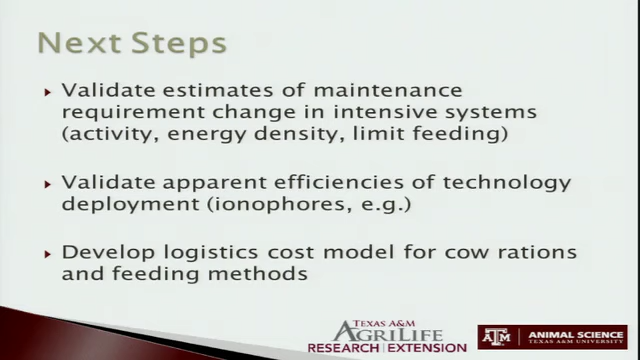 Next Steps
Validate estimates of maintenance
requirement change in intensive systems
(activity, energy density, limit feeding)
Validate apparent efficiencies of technology
deployment (ionophores, e.g.)
Develop logistics cost model for cow rations
and feeding methods
TEXAS A&M
AGRILIFE
RESEARCH | EXTENSION
ATM
ANIMAL SCIENCE
TEXAS A&M UNIVERSITY